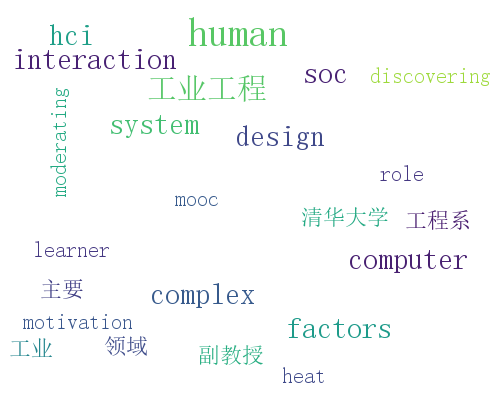 human
hci
interaction
soc
discovering
工业工程
moderating
system
design
role
mooc
清华大学
工程系
learner
computer
主要
complex
motivation
factors
工业
领域
副教授
heat